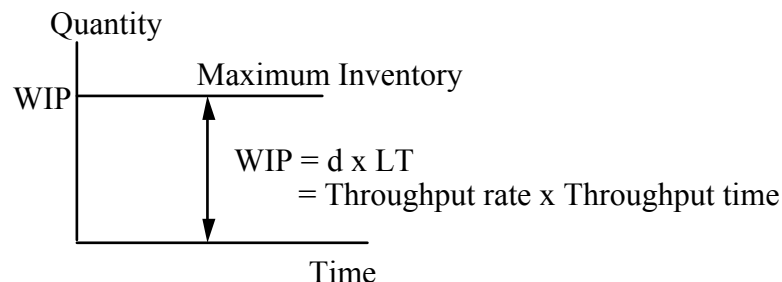 Quantity
Maximum Inventory
WIP
WIP = d x LT
= Throughput rate x Throughput time
Time